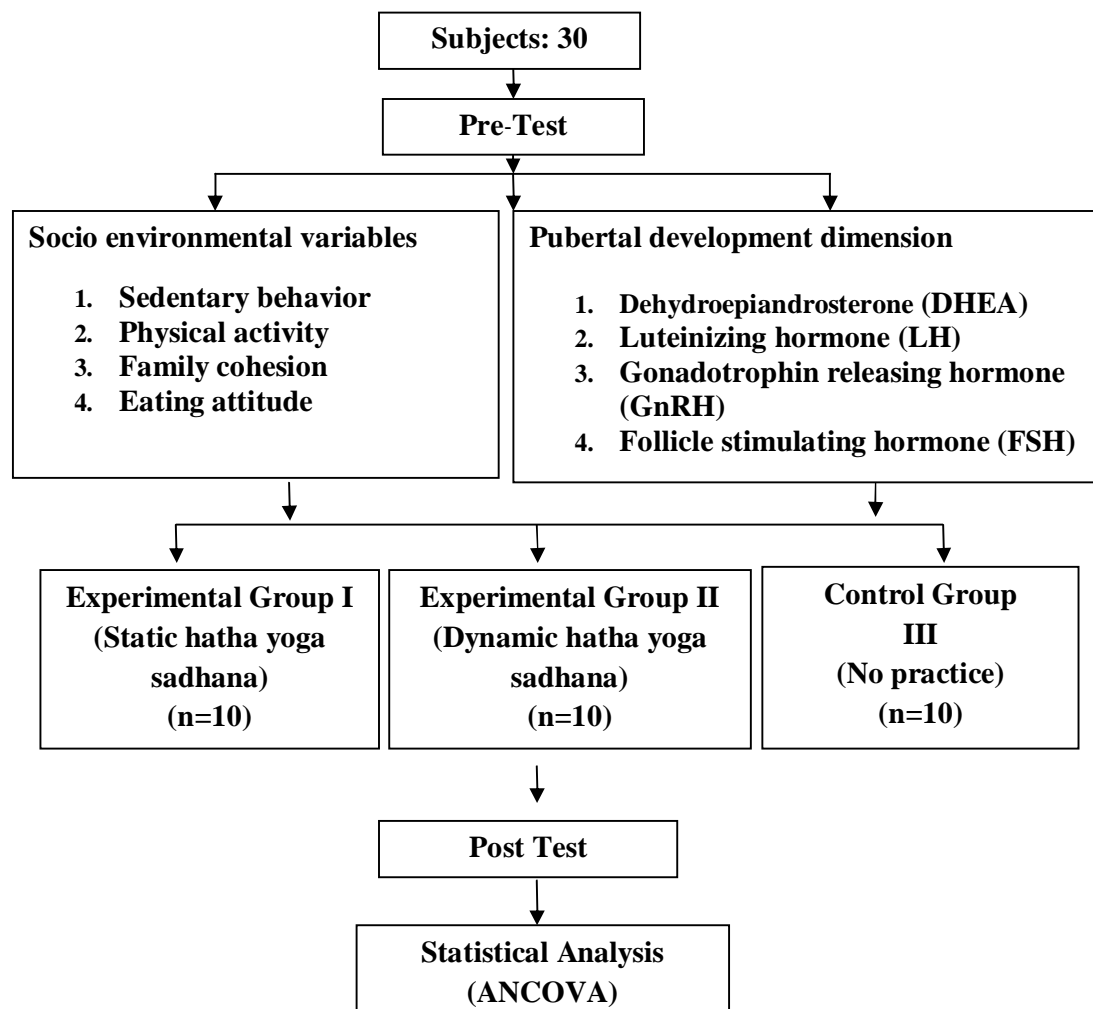 Subjects: 30
Pre-Test
Socio environmental variables
1. Sedentary behavior
2. Physical activity
3. Family cohesion
4. Eating attitude
Pubertal development dimension
1. Dehydroepiandrosterone (DHEA)
2. Luteinizing hormone (LH)
3. Gonadotrophin releasing hormone
(GnRH)
4. Follicle stimulating hormone (FSH)
Experimental Group I
(Static hatha yoga
sadhana)
(n=10)
Experimental Group II
(Dynamic hatha yoga
sadhana)
(n=10)
Control Group
III
(No practice)
(n=10)
Post Test
Statistical Analysis
(ANCOVA)